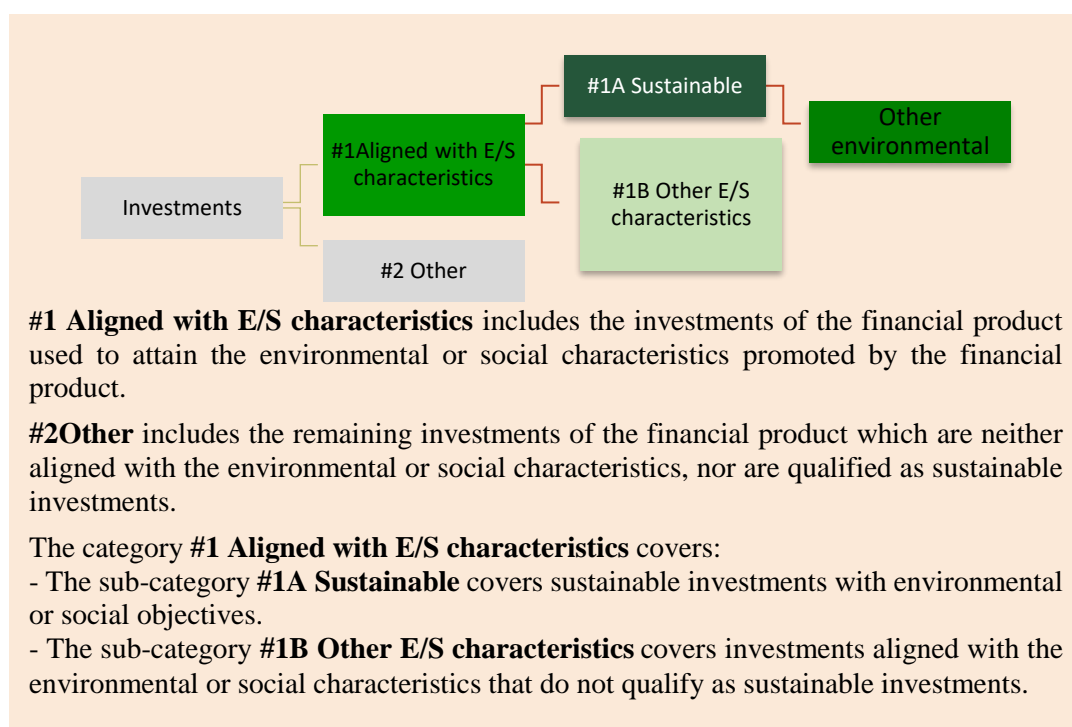 #1A Sustainable
Other
environmental
#1Aligned with E/S
characteristics
#1B Other E/S
characteristics
Investments
#2 Other
#1 Aligned with E/S characteristics includes the investments of the financial product
used to attain the environmental or social characteristics promoted by the financial
product.
#2Other includes the remaining investments of the financial product which are neither
aligned with the environmental or social characteristics, nor are qualified as sustainable
investments.
The category #1 Aligned with E/S characteristics covers:
- The sub-category #1A Sustainable covers sustainable investments with environmental
or social objectives.
- The sub-category #1B Other E/S characteristics covers investments aligned with the
environmental or social characteristics that do not qualify as sustainable investments.